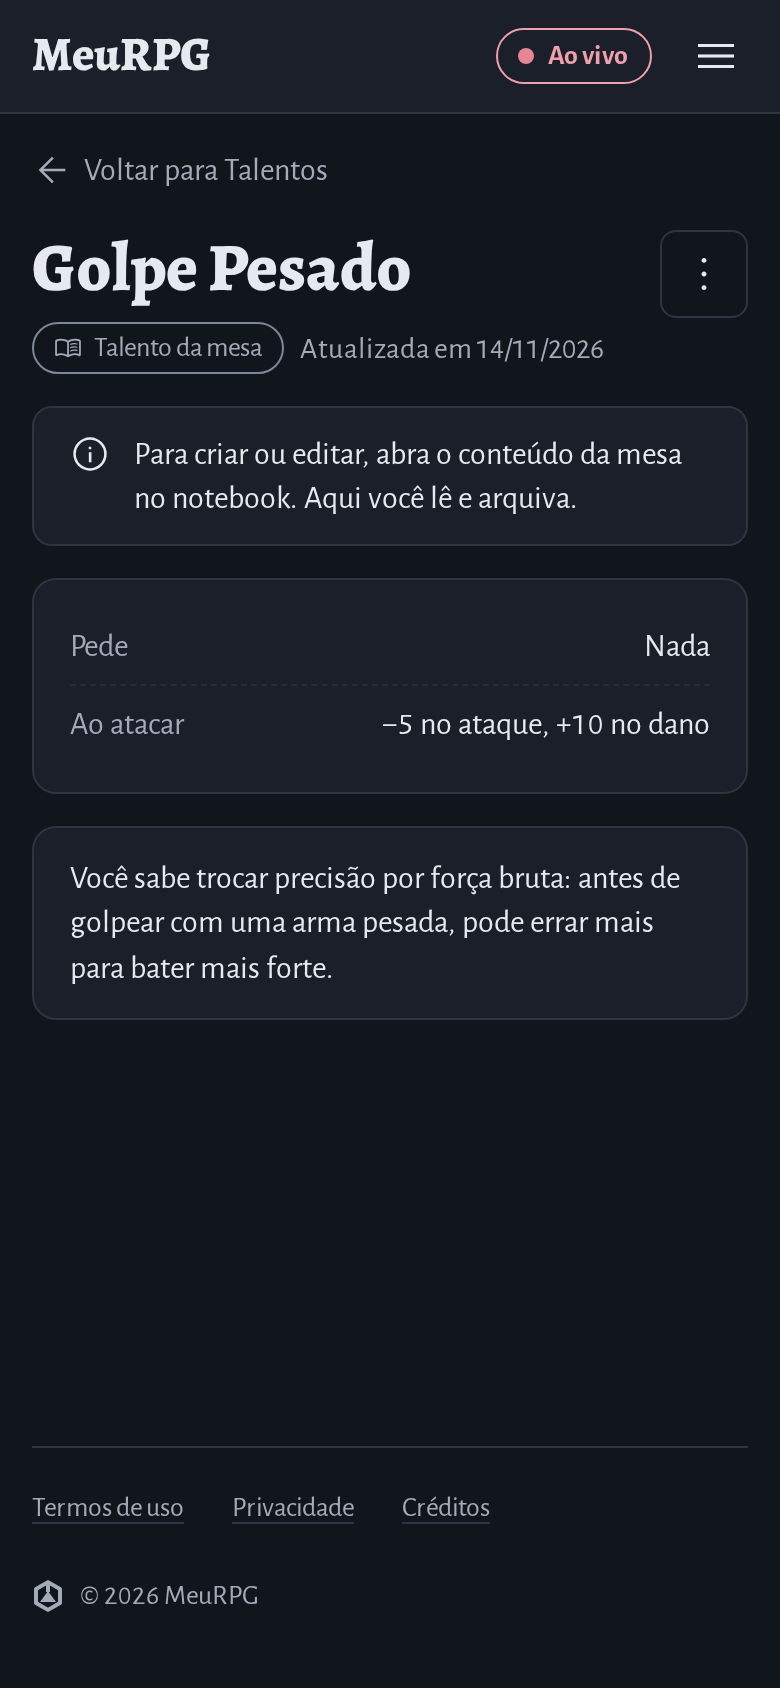 MeuRPG
Ao vivo
Voltar para Talentos
Golpe Pesado
Talento da mesa
Atualizada em 14/11/2026
Para criar ou editar, abra o conteúdo da mesa
no notebook. Aqui você lê e arquiva.
Pede
Nada
Ao atacar
−5 no ataque, +10 no dano
Você sabe trocar precisão por força bruta: antes de
golpear com uma arma pesada, pode errar mais
para bater mais forte.
Termos de uso
Privacidade
Créditos
© 2026 MeuRPG